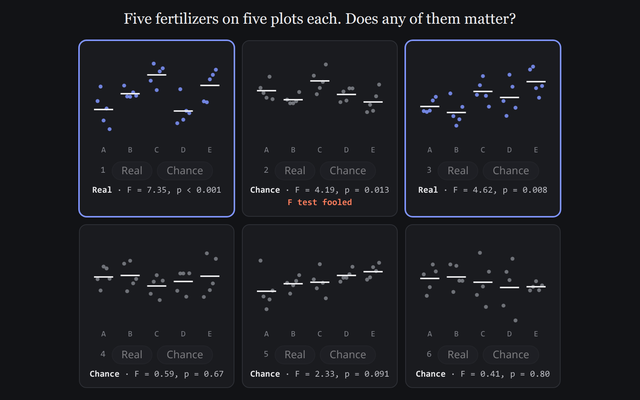 Five fertilizers on five plots each. Does any of them matter?
A B C D E
1 Real Chance
Real · F = 7.35, p < 0.001
A B C D E
2 Real Chance
Chance · F = 4.19, p = 0.013
F test fooled
A B C D E
3 Real Chance
Real · F = 4.62, p = 0.008
A B C D E
4 Real Chance
Chance · F = 0.59, p = 0.67
A B C D E
5 Real Chance
Chance · F = 2.33, p = 0.091
A B C D E
6 Real Chance
Chance · F = 0.41, p = 0.80